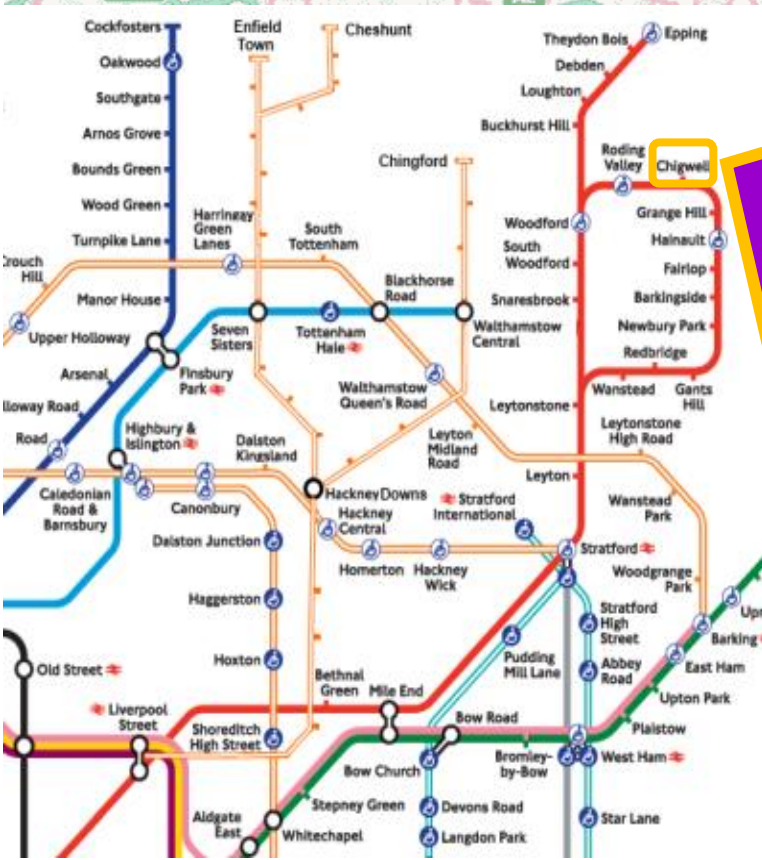 Cockfosters
Oakwood
Southgate
Arnos Grove
Bounds Green
Wood Green
Turnpike Lane
Manor House
Enfield
Town
Cheshunt
Chingford
Theydon Bois
Epping
Debden
Loughton
Buckhurst Hill
Roding
Valley
Chigwell
Grange Hill
Hainault
Fairlop
Barkingside
Newbury Park
Redbridge
Wanstead
Gants
Hill
Woodford
South
Woodford
Snaresbrook
Leytonstone
Leyton
Harringay
Green
Lanes
South
Tottenham
Blackhorse
Road
rouch
Hill
Upper Holloway
Seven
Sisters
Tottenham
Hale
Walthamstow
Central
Finsbury
Park
Arsenal
lloway Road
Road
Highbury &
Islington
Walthamstow
Queen's Road
Leyton
Midland
Road
Leytonstone
High Road
Wanstead
Park
Woodgrange
Park
Caledonian
Road &
Barnsbury
Canonbury
Dalston
Kingsland
Hackney Downs
Hackney
Central
Homerton
Hackney
Wick
Stratford
International
Stratford
Dalston Junction
Haggerston
Hoxton
Shoreditch
High Street
Stratford
High
Street
Abbey
Road
Pudding
Mill Lane
Barking
East Ham
Upton Park
Plaistow
West Ham
Star Lane
Old Street
Liverpool
Street
Bethnal
Green
Mile End
Bow Road
Bow Church
Bromley-
by-Bow
Devons Road
Langdon Park
Stepney Green
Whitechapel
Aldgate
East